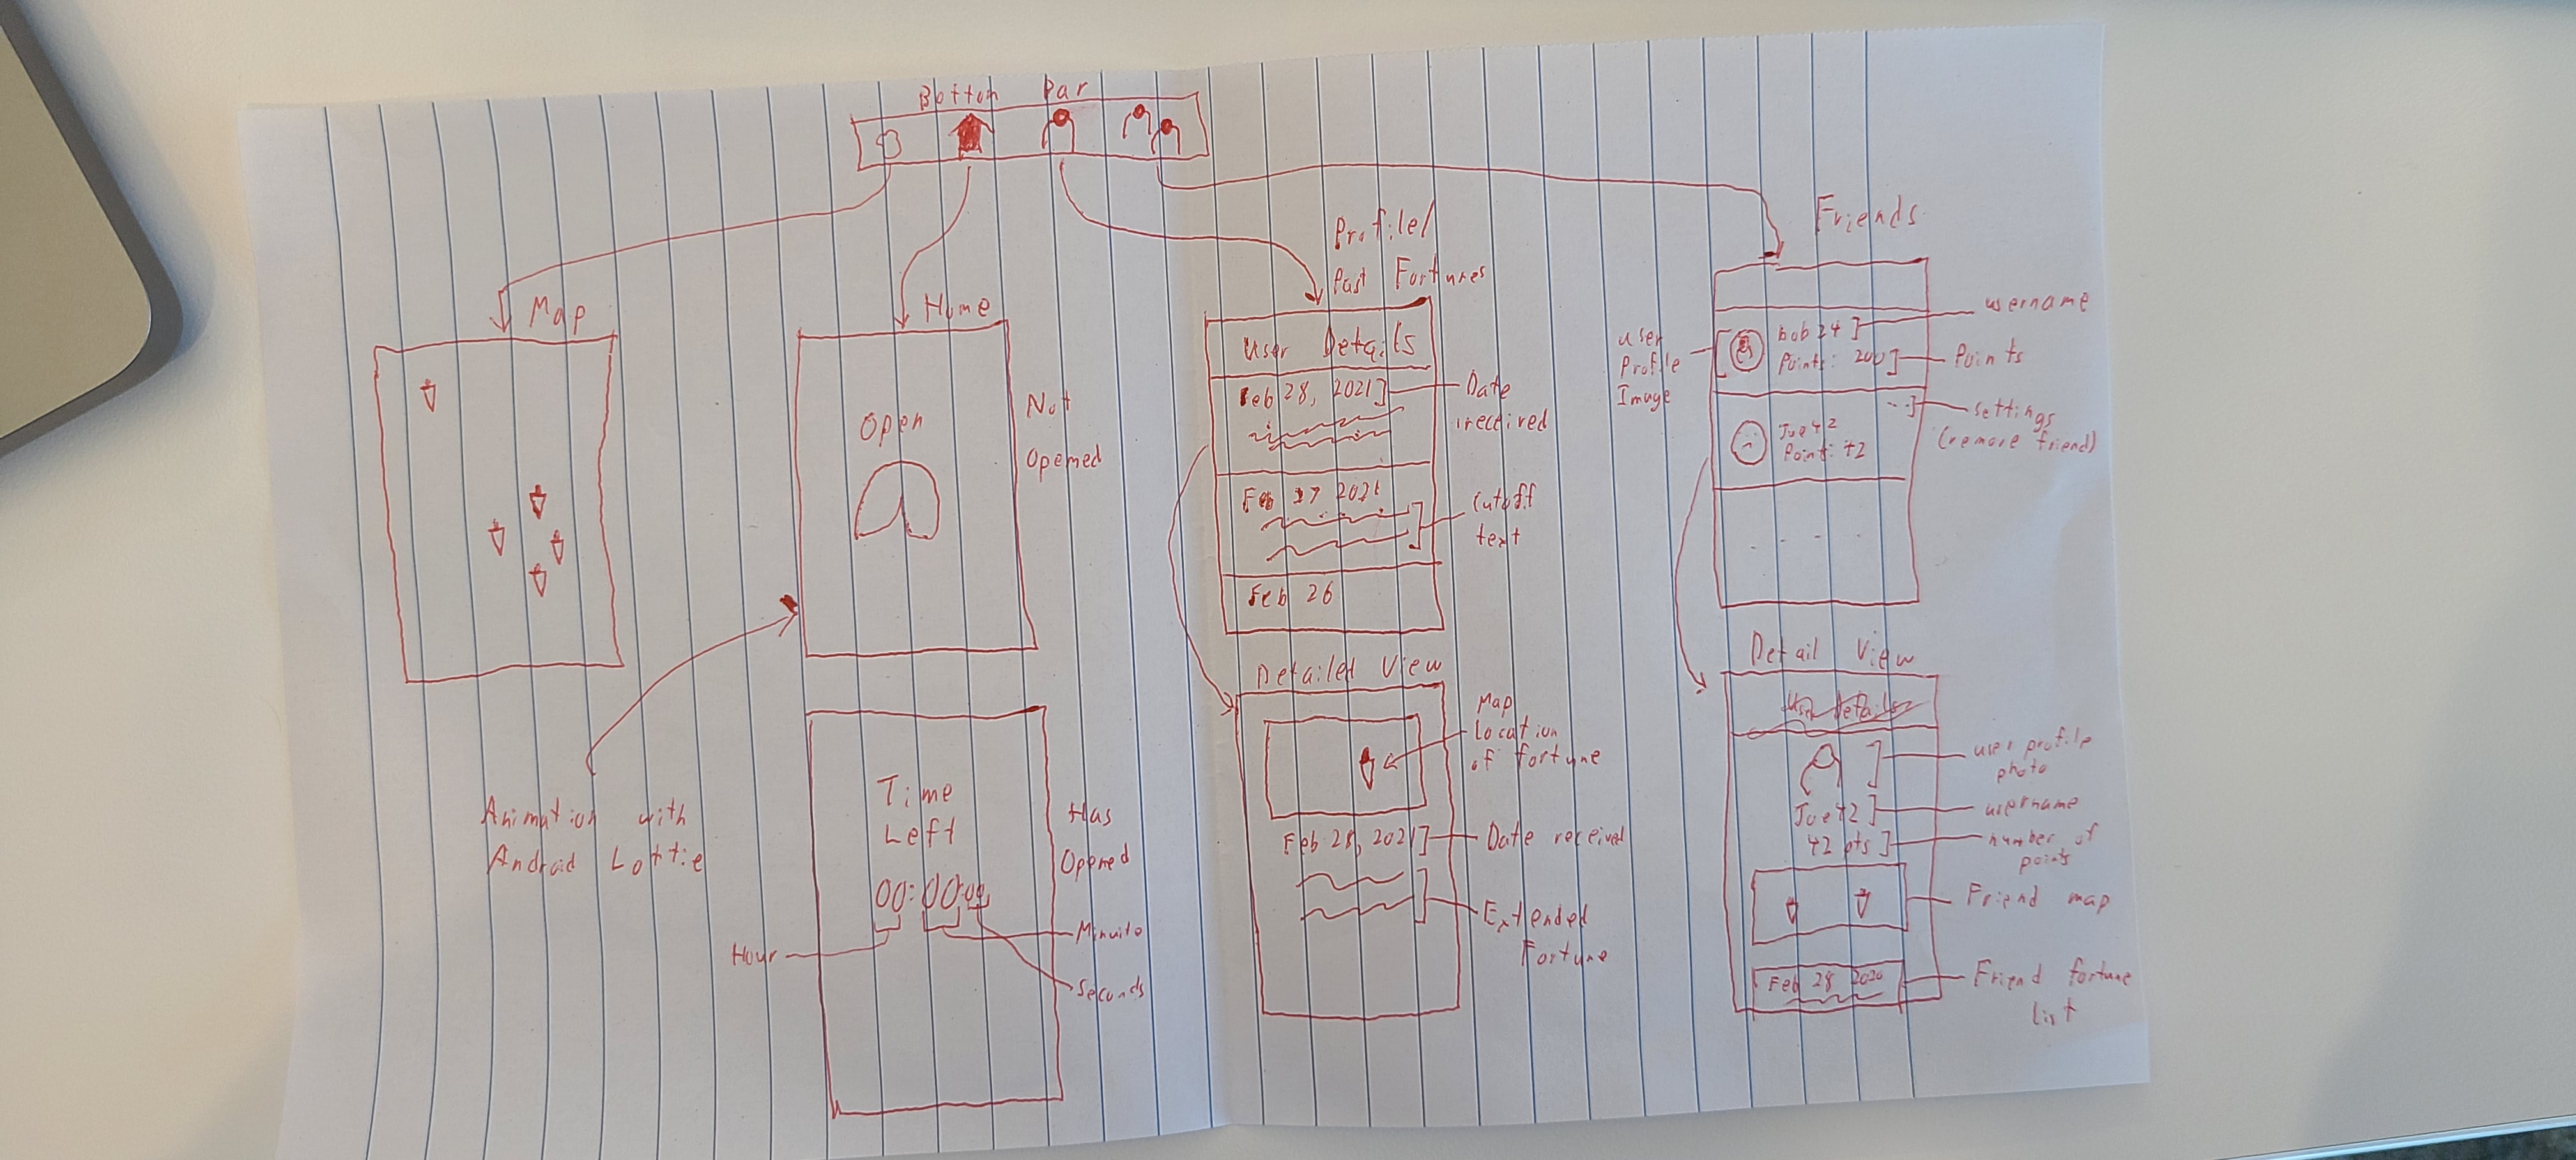 Bottom Bar
Map
Home
Open
Not
Opened
Animation with
Android Lottie
Time
Left
00:00:00
Has
Opened
Hour
Minuito
Seconds
Profile/
Past Fortunes
User Details
Feb 28, 2021
Date
received
Feb 27 2021
Cutoff
text
Feb 26
Detailed View
Map
Location
of fortune
Feb 28, 2021
Date received
Extended
Fortune
Friends
User
Profile
Image
bob24
Points: 200
username
Points
Joe42
Point: 42
settings
(remove friend)
Detail View
User Details
user profile
photo
Joe42
username
42 pts
number of
points
Friend map
Feb 28 2020
Friend fortune
List